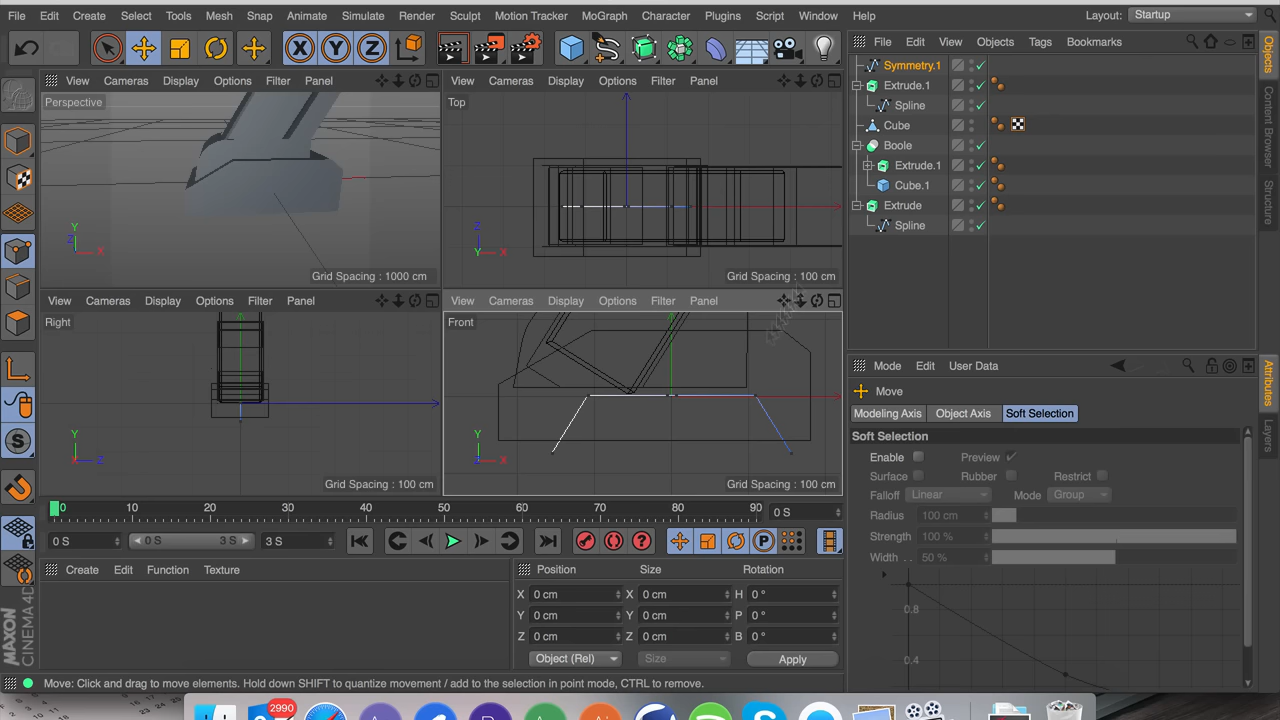 File Edit Create Select Tools Mesh Snap Animate Simulate Render Sculpt Motion Tracker MoGraph Character Plugins Script Window Help Layout: Startup
X Y Z
File Edit View Objects Tags Bookmarks
Objects
Content Browser
Structure
Symmetry.1
Extrude.1
Spline
Cube
Boole
Extrude.1
Cube.1
Extrude
Spline
View Cameras Display Options Filter Panel
Perspective
Y
Z
X
Grid Spacing : 1000 cm
View Cameras Display Options Filter Panel
Top
Z
Y
X
Grid Spacing : 100 cm
View Cameras Display Options Filter Panel
Right
Y
X
Z
Grid Spacing : 100 cm
View Cameras Display Options Filter Panel
Front
Y
Z
X
Grid Spacing : 100 cm
Mode Edit User Data
Attributes
Layers
Move
Modeling Axis Object Axis Soft Selection
Soft Selection
Enable Preview
Surface Rubber Restrict
Falloff Linear Mode Group
Radius 100 cm
Strength 100 %
Width 50 %
0.8
0.4
0 10 20 30 40 50 60 70 80 90 0 S
0 S 0 S 3 S 3 S
P
S
Create Edit Function Texture
Position Size Rotation
X 0 cm X 0 cm H 0 °
Y 0 cm Y 0 cm P 0 °
Z 0 cm Z 0 cm B 0 °
Object (Rel) Size Apply
MAXON
CINEMA 4D
Move: Click and drag to move elements. Hold down SHIFT to quantize movement / add to the selection in point mode, CTRL to remove.
2990